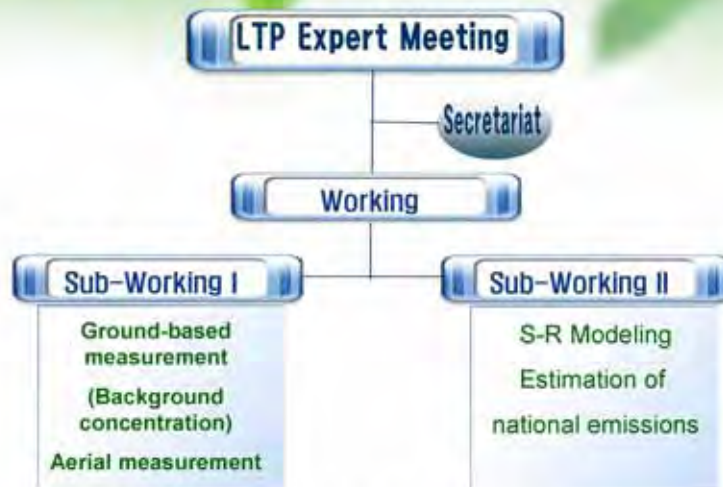 LTP Expert Meeting
Secretariat
Working
Sub-Working I
Ground-based
measurement
(Background
concentration)
Aerial measurement
Sub-Working II
S-R Modeling
Estimation of
national emissions